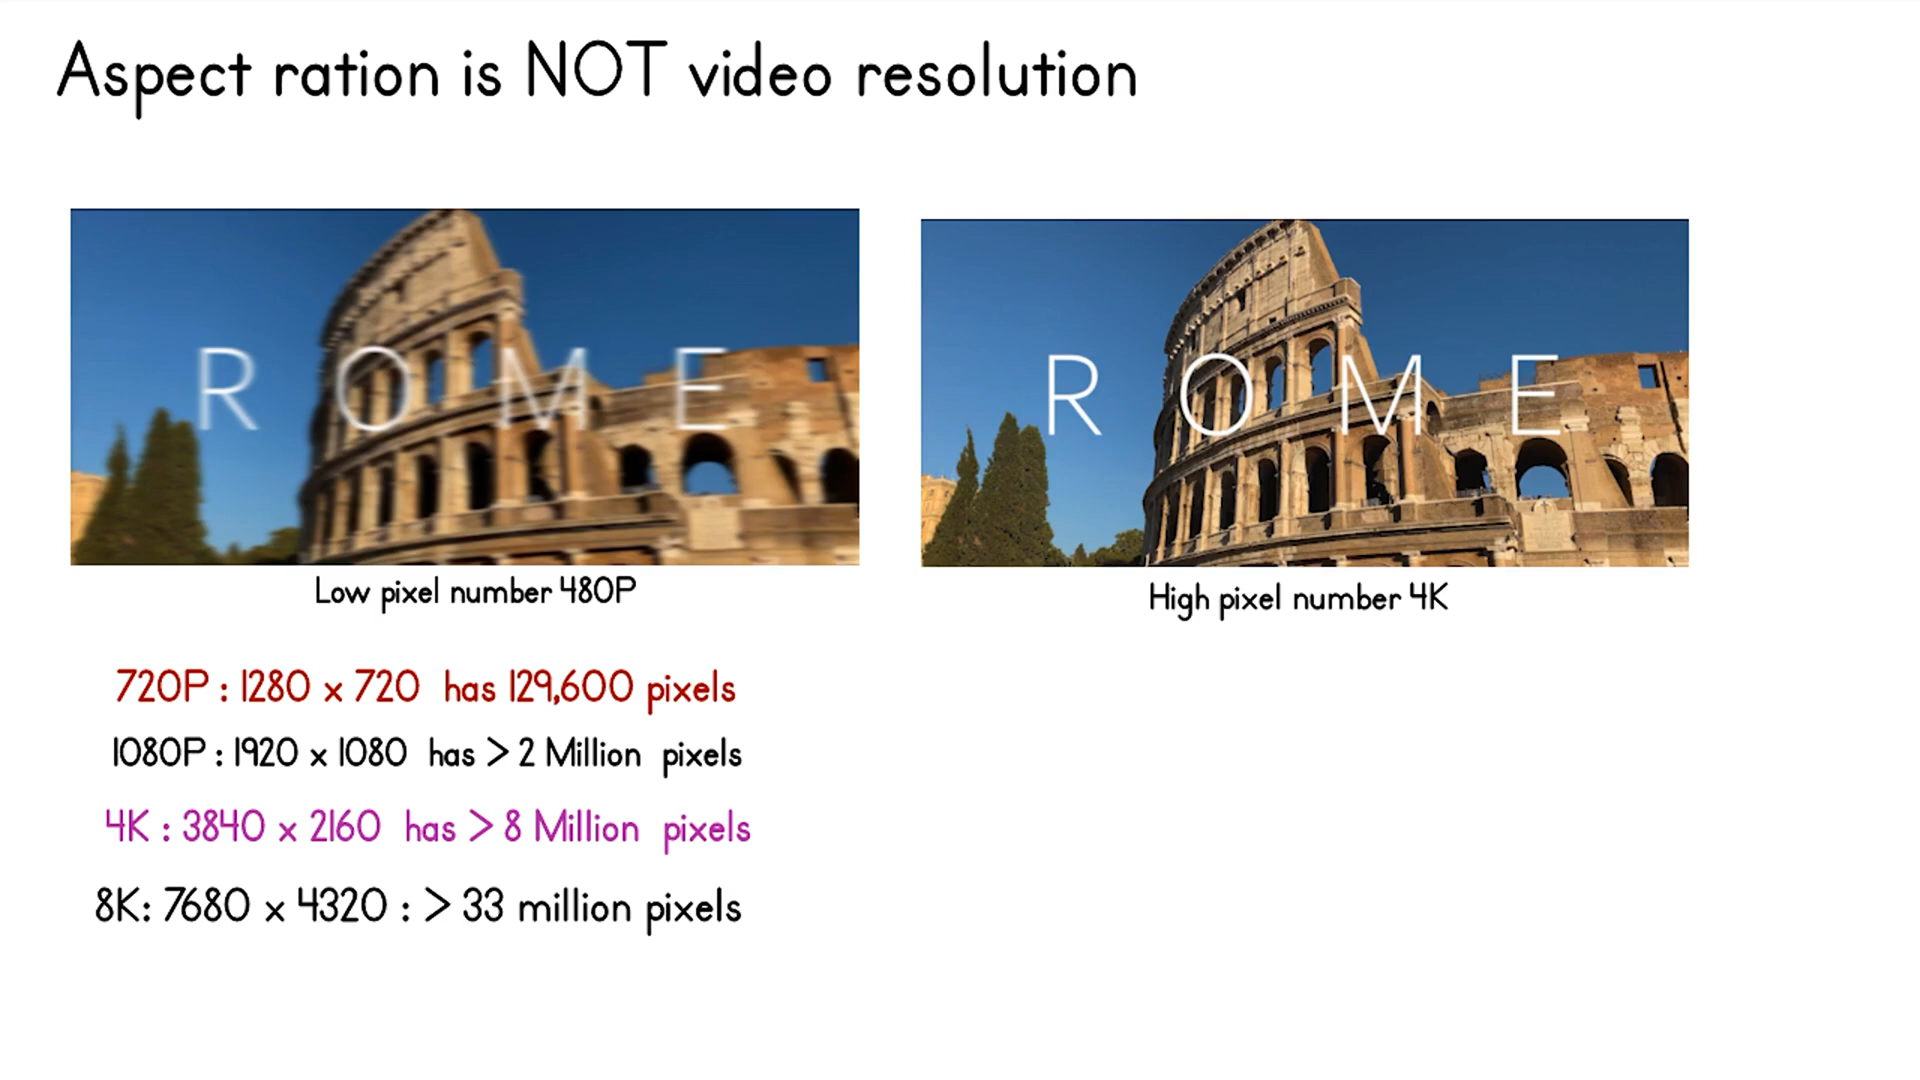 Aspect ration is NOT video resolution
R O M E
R O M E
Low pixel number 480P
High pixel number 4K
720P : 1280 x 720 has 129,600 pixels
1080P : 1920 x 1080 has > 2 Million pixels
4K : 3840 x 2160 has > 8 Million pixels
8K: 7680 x 4320 : > 33 million pixels